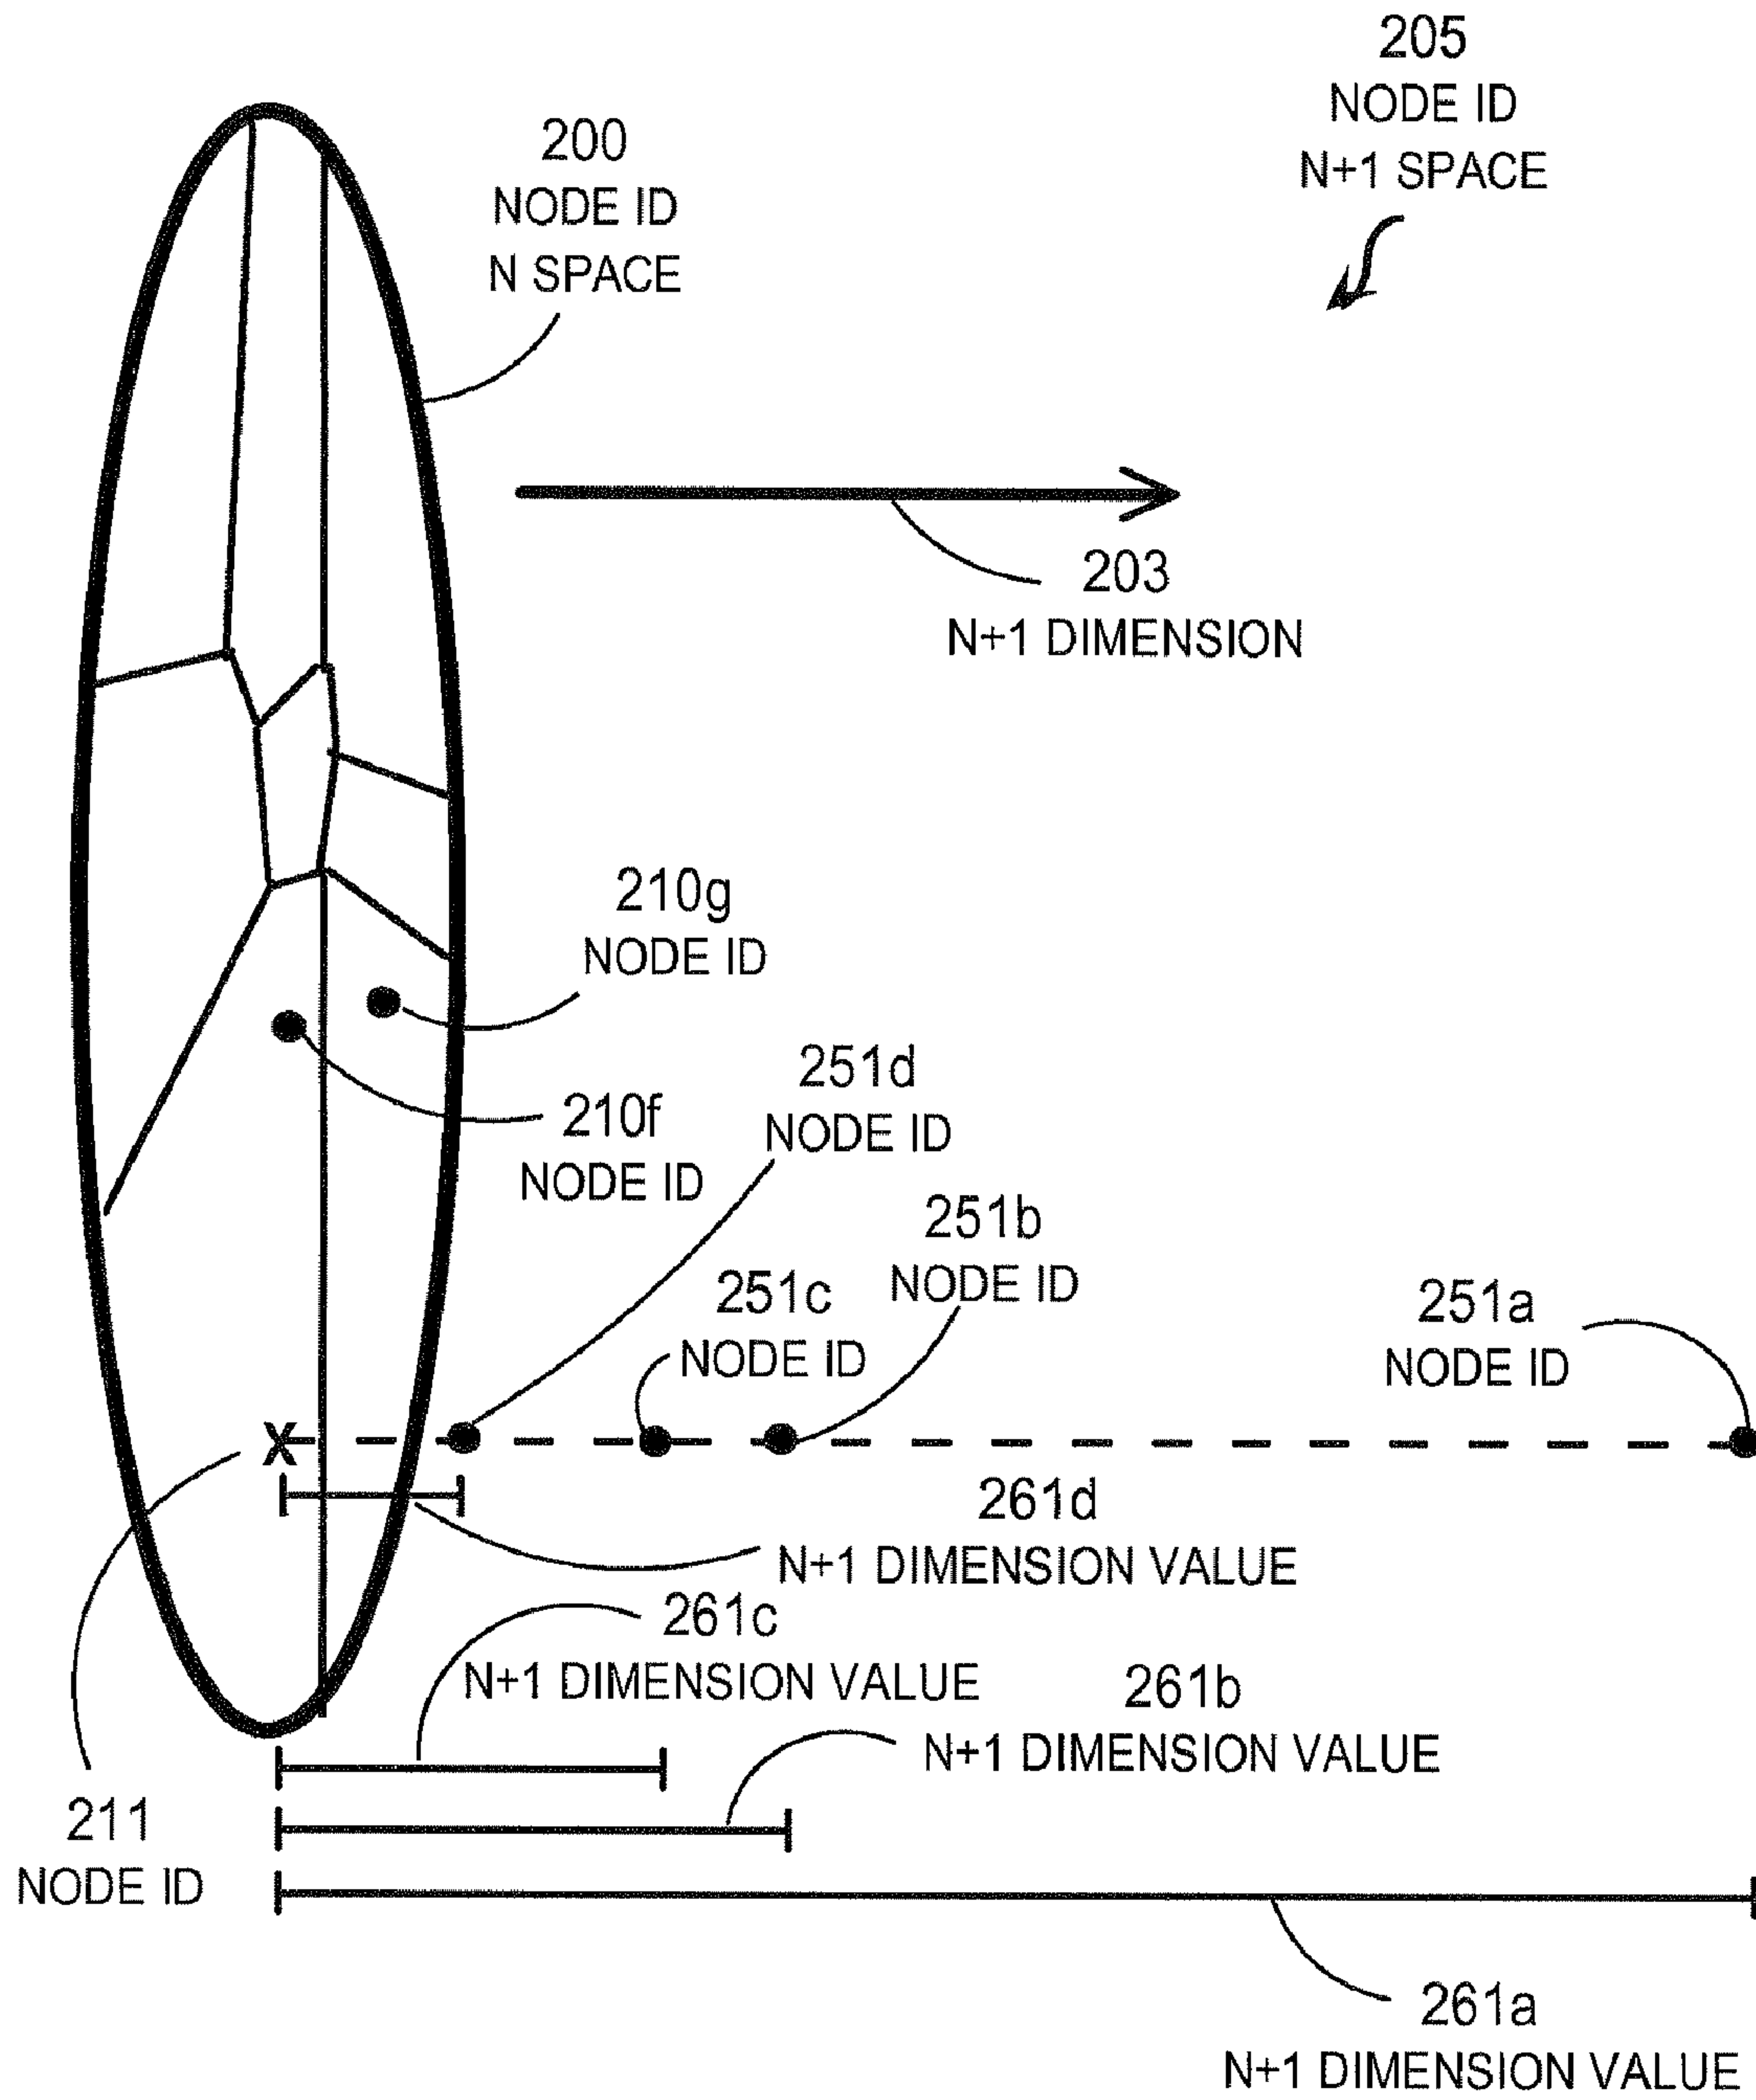 205
NODE ID
N+1 SPACE
200
NODE ID
N SPACE
203
N+1 DIMENSION
210g
NODE ID
210f
NODE ID
251d
NODE ID
251b
NODE ID
251c
NODE ID
251a
NODE ID
X
261d
N+1 DIMENSION VALUE
261c
N+1 DIMENSION VALUE
261b
N+1 DIMENSION VALUE
211
NODE ID
261a
N+1 DIMENSION VALUE